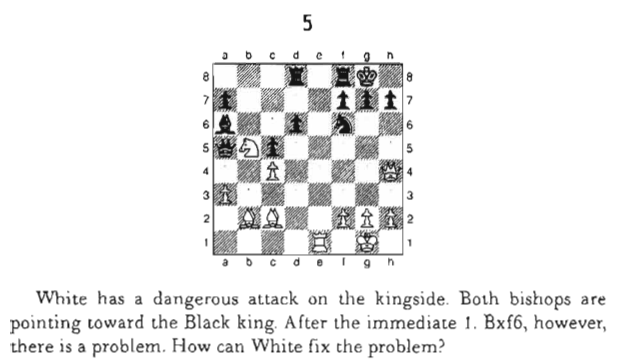 5
a b c d e f g h
8 8
7 7
6 6
5 5
4 4
3 3
2 2
1 1
a b c d e f g h
White has a dangerous attack on the kingside. Both bishops are
pointing toward the Black king. After the immediate 1. Bxf6, however,
there is a problem. How can White fix the problem?